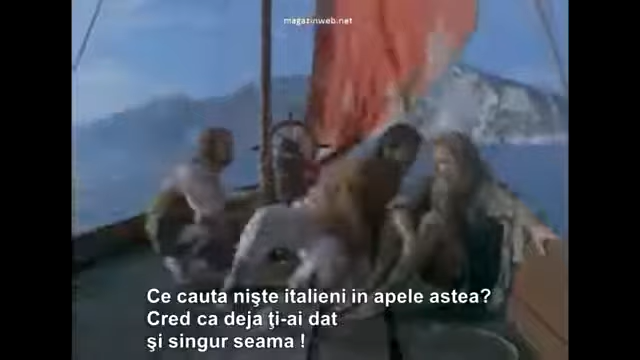 magazinweb.net
Ce cauta nişte italieni in apele astea?
Cred ca deja ţi-ai dat
şi singur seama !